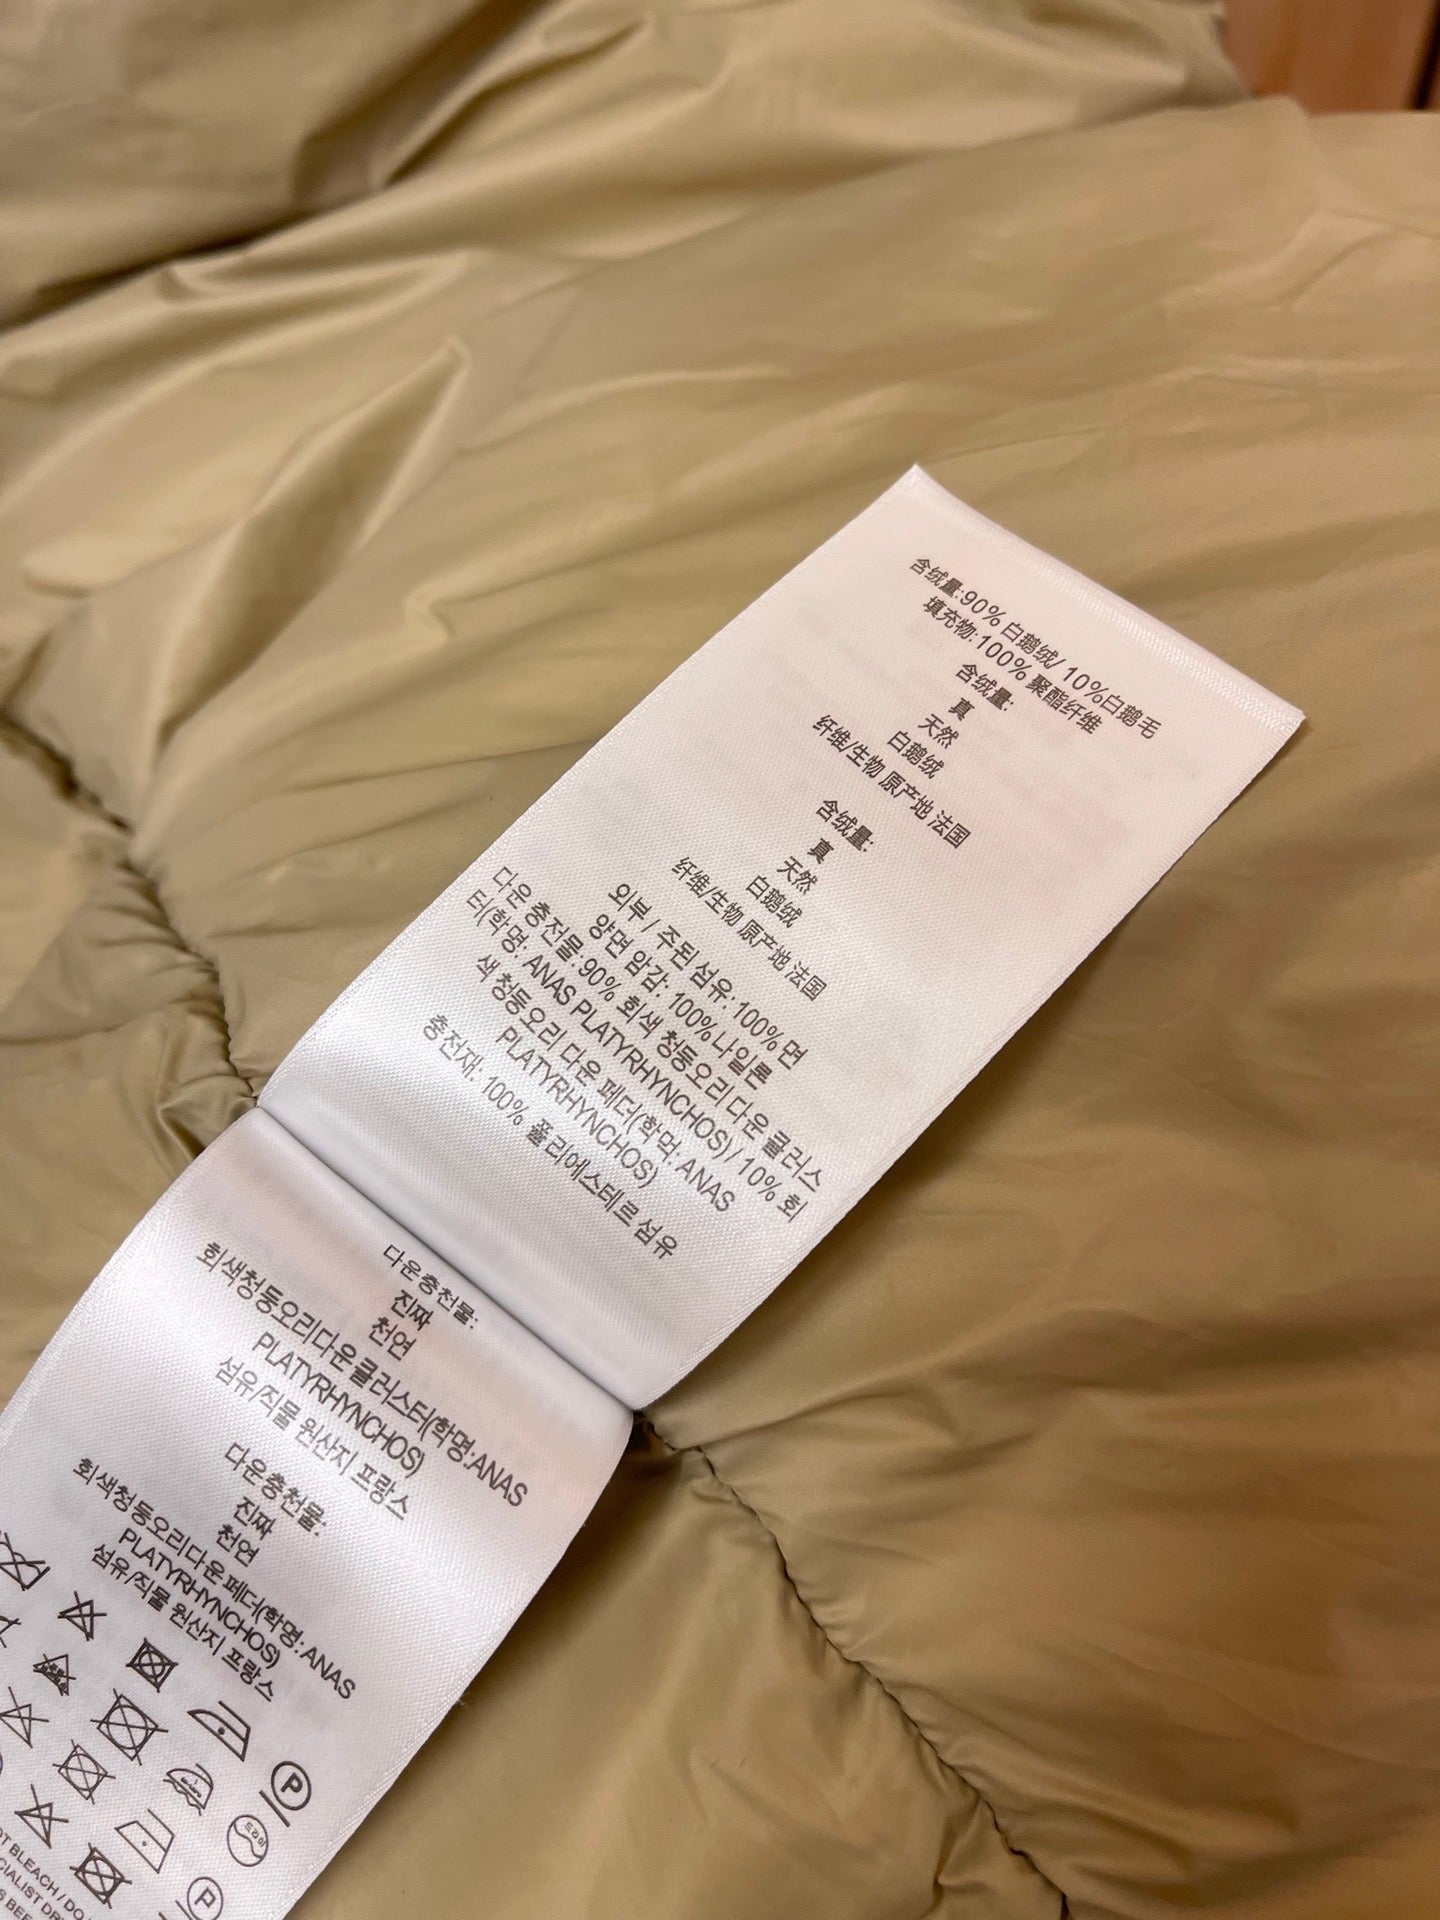 含绒量:90% 白鹅绒/ 10%白鹅毛
填充物:100% 聚酯纤维
含绒量:
真
天然
白鹅绒
纤维/生物 原产地 法国
含绒量:
真
天然
白鹅绒
纤维/生物 原产地 法国
외부 / 주된 섬유: 100% 면
양면 암감: 100%나일론
다운 충전물:90% 회색 청둥오리 다운 클러스
터(학명: ANAS PLATYRHYNCHOS) / 10% 회
색 청둥오리 다운 페더(학먹: ANAS
PLATYRHYNCHOS)
충전재: 100% 폴리에스테르 섬유
다운충천물:
진짜
천연
회색청동오리다운클러스터(학명:ANAS
PLATYRHYNCHOS)
섬유/직물 원산지 프랑스
다운충천물:
진짜
천연
회색청동오리다운 페더(학명: ANAS
PLATYRHYNCHOS)
섬유/직물 원산지 프랑스
P
드라이
P
BLEACH / DO